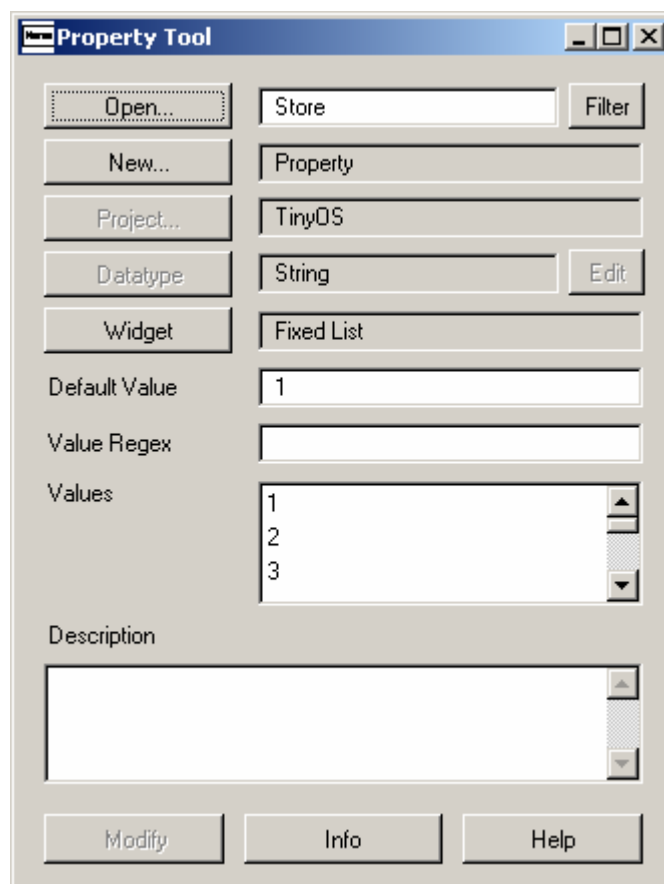 Property Tool
Open... Store Filter
New... Property
Project... TinyOS
Datatype String Edit
Widget Fixed List
Default Value 1
Value Regex
Values 1
2
3
Description
Modify Info Help